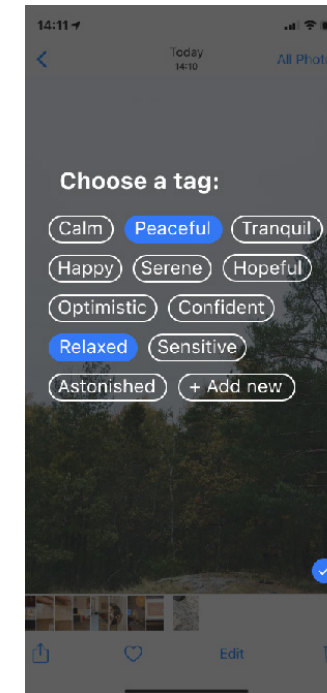 14:11
Today
14:10
All Phot
Choose a tag:
Calm Peaceful Tranquil
Happy Serene Hopeful
Optimistic Confident
Relaxed Sensitive
Astonished + Add new
Edit